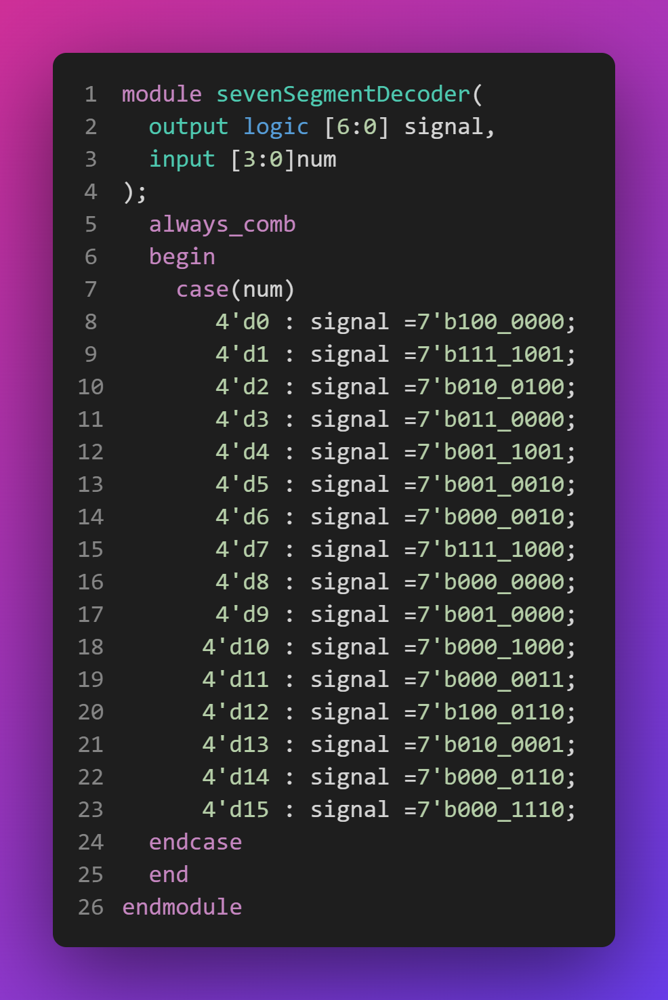 1 module sevenSegmentDecoder(
2   output logic [6:0] signal,
3   input [3:0]num
4 );
5   always_comb
6   begin
7     case(num)
8        4'd0 : signal =7'b100_0000;
9        4'd1 : signal =7'b111_1001;
10        4'd2 : signal =7'b010_0100;
11        4'd3 : signal =7'b011_0000;
12        4'd4 : signal =7'b001_1001;
13        4'd5 : signal =7'b001_0010;
14        4'd6 : signal =7'b000_0010;
15        4'd7 : signal =7'b111_1000;
16        4'd8 : signal =7'b000_0000;
17        4'd9 : signal =7'b001_0000;
18       4'd10 : signal =7'b000_1000;
19       4'd11 : signal =7'b000_0011;
20       4'd12 : signal =7'b100_0110;
21       4'd13 : signal =7'b010_0001;
22       4'd14 : signal =7'b000_0110;
23       4'd15 : signal =7'b000_1110;
24   endcase
25   end
26 endmodule